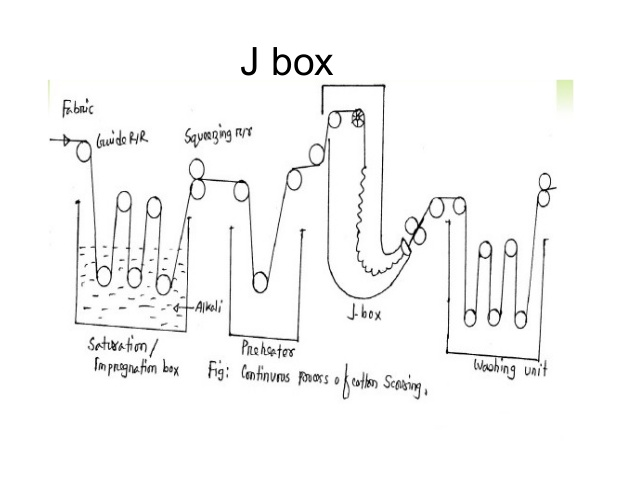 J box
Fabric
Guide R/R
Squeezing R/r
Alkali
J-box
Saturation/
Impregnation box
Preheater
Washing unit
Fig: Continuous process of cotton Scouring.